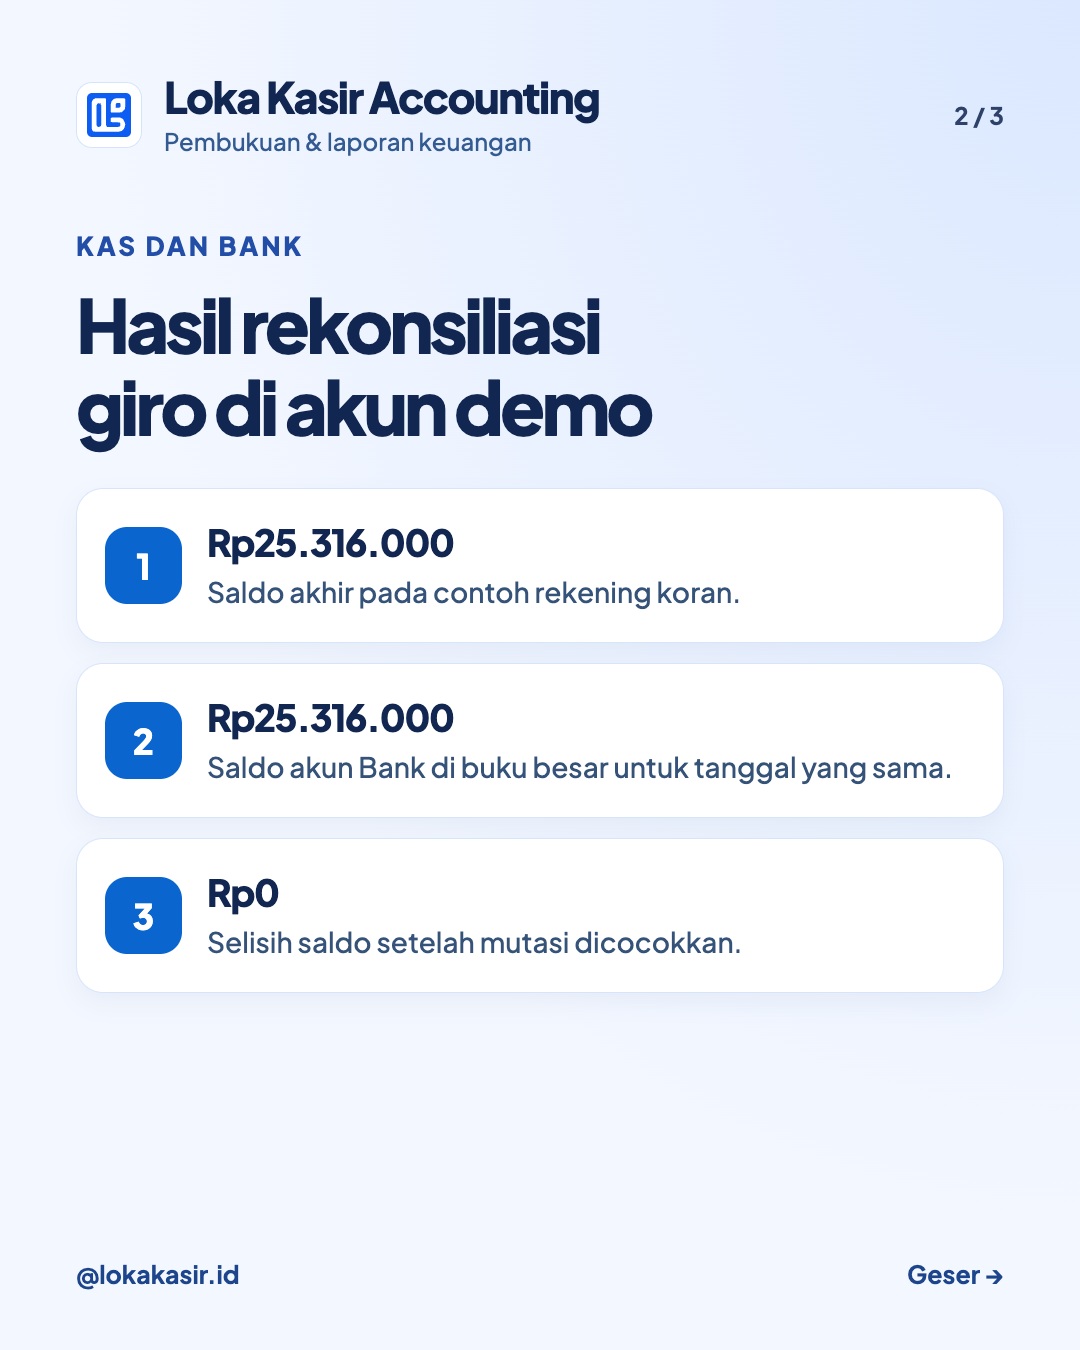 Loka Kasir Accounting
Pembukuan & laporan keuangan
2 / 3
KAS DAN BANK
Hasil rekonsiliasi
giro di akun demo
1
Rp25.316.000
Saldo akhir pada contoh rekening koran.
2
Rp25.316.000
Saldo akun Bank di buku besar untuk tanggal yang sama.
3
Rp0
Selisih saldo setelah mutasi dicocokkan.
@lokakasir.id
Geser →